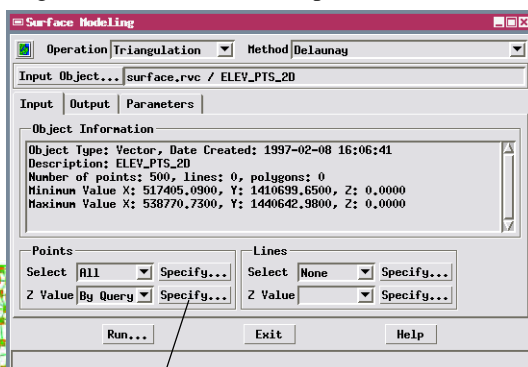 Surface Modeling
Operation Triangulation Method Delaunay
Input Object... surface.rvc / ELEV_PTS_2D
Input Output Parameters
Object Information
Object Type: Vector, Date Created: 1997-02-08 16:06:41
Description: ELEV_PTS_2D
Number of points: 500, lines: 0, polygons: 0
Minimum Value X: 517405.0900, Y: 1410699.6500, Z: 0.0000
Maximum Value X: 538770.7300, Y: 1440642.9800, Z: 0.0000
Points Lines
Select All Specify... Select None Specify...
Z Value By Query Specify... Z Value Specify...
Run... Exit Help